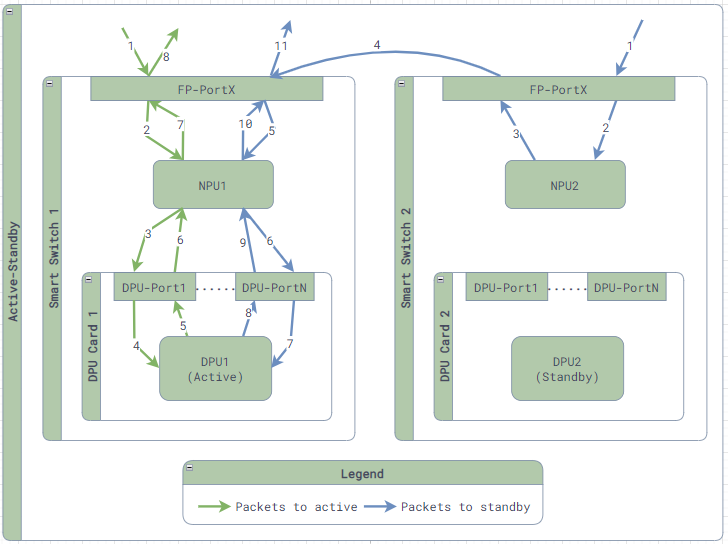 Active-Standby
Smart Switch 1
1
8
11
4
FP-PortX
2
7
10
5
NPU1
3
6
9
6
DPU Card 1
DPU-Port1
......
DPU-PortN
4
5
8
7
DPU1
(Active)
Smart Switch 2
1
FP-PortX
3
2
NPU2
DPU Card 2
DPU-Port1
......
DPU-PortN
DPU2
(Standby)
Legend
Packets to active
Packets to standby